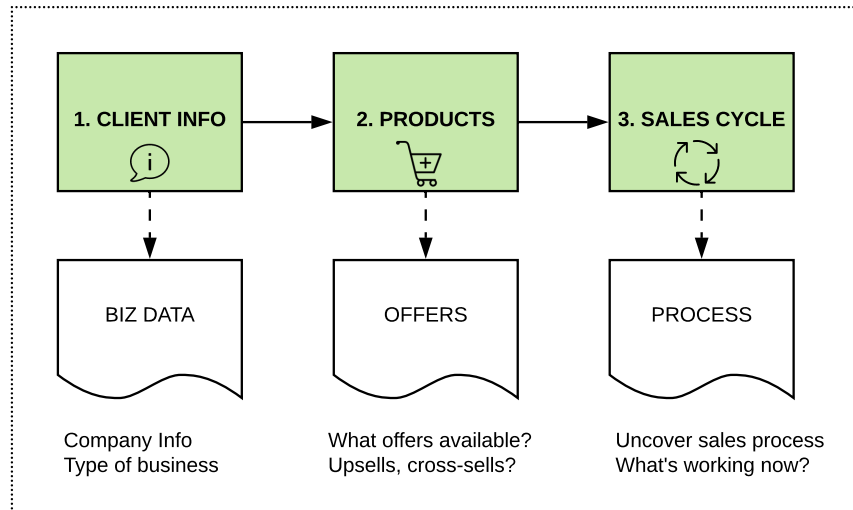 1. CLIENT INFO
2. PRODUCTS
3. SALES CYCLE
i
BIZ DATA
OFFERS
PROCESS
Company Info
Type of business
What offers available?
Upsells, cross-sells?
Uncover sales process
What's working now?